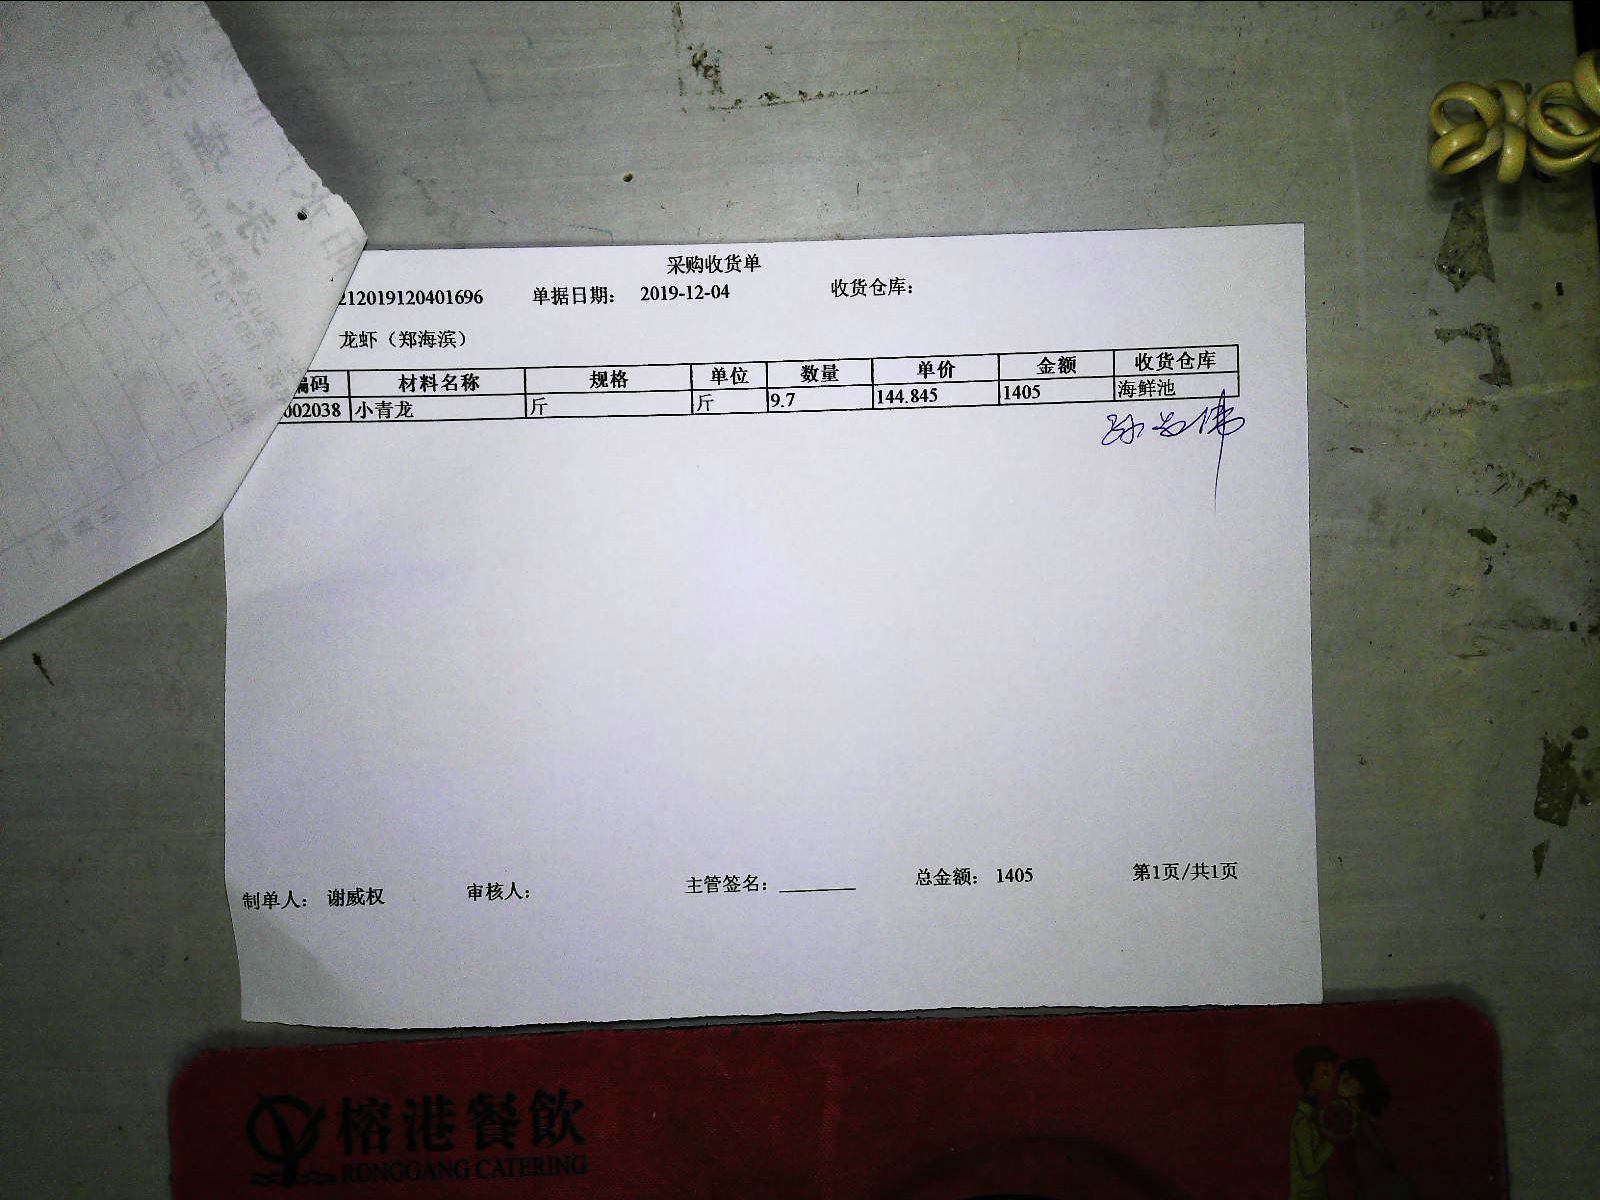 采购收货单
212019120401696 单据日期： 2019-12-04 收货仓库：
龙虾（郑海滨）
编码 材料名称 规格 单位 数量 单价 金额 收货仓库
002038 小青龙 斤 斤 9.7 144.845 1405 海鲜池
制单人： 谢威权 审核人： 主管签名： 总金额： 1405 第1页/共1页
榕港餐飲
RONGGANG CATERING